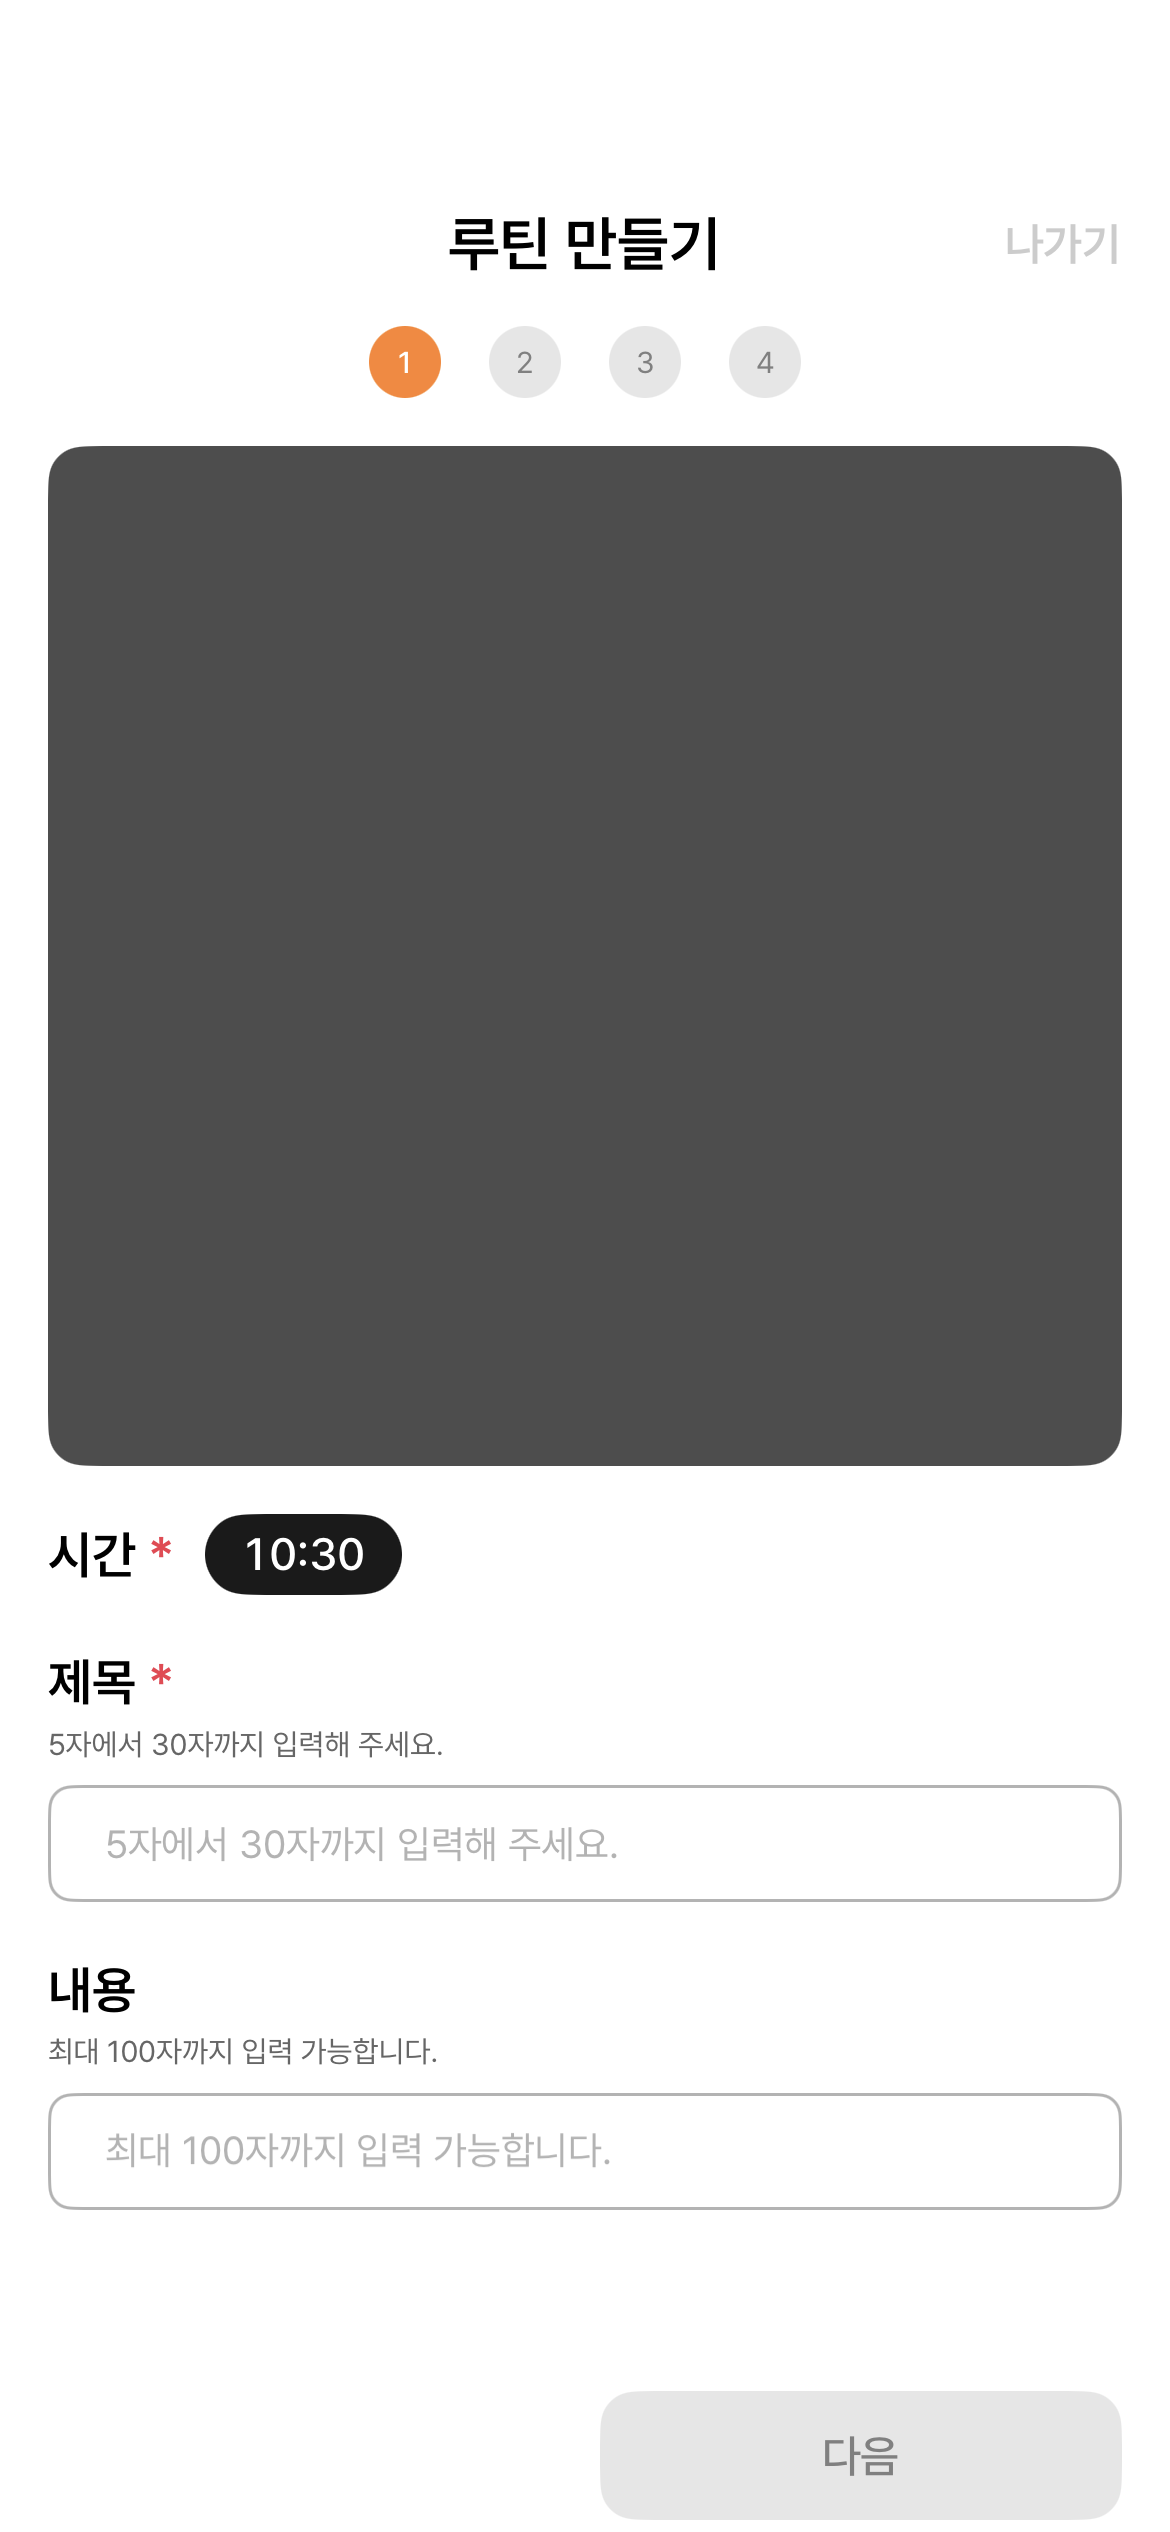 루틴 만들기
나가기
1 2 3 4
시간 * 10:30
제목 *
5자에서 30자까지 입력해 주세요.
5자에서 30자까지 입력해 주세요.
내용
최대 100자까지 입력 가능합니다.
최대 100자까지 입력 가능합니다.
다음